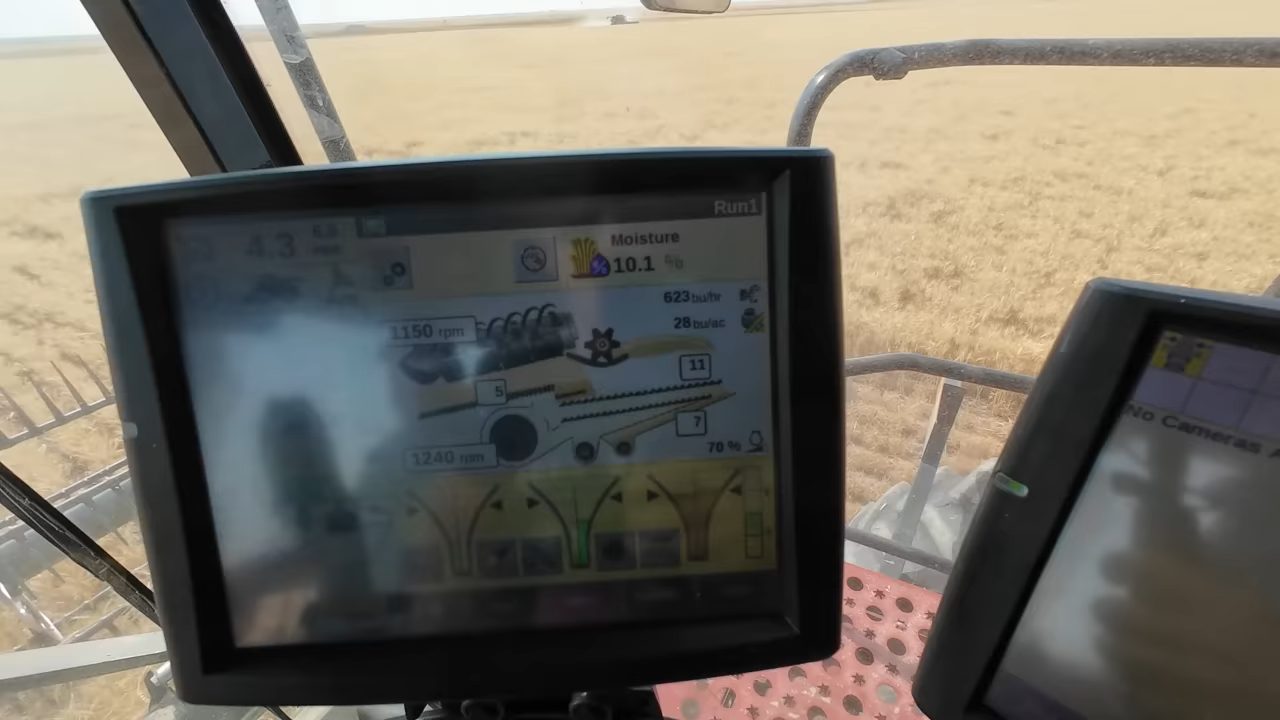 Run1
4.3
mph
Moisture
10.1 %
623 bu/hr
28 bu/ac
1150 rpm
11
5
7
70 %
1240 rpm
No Cameras